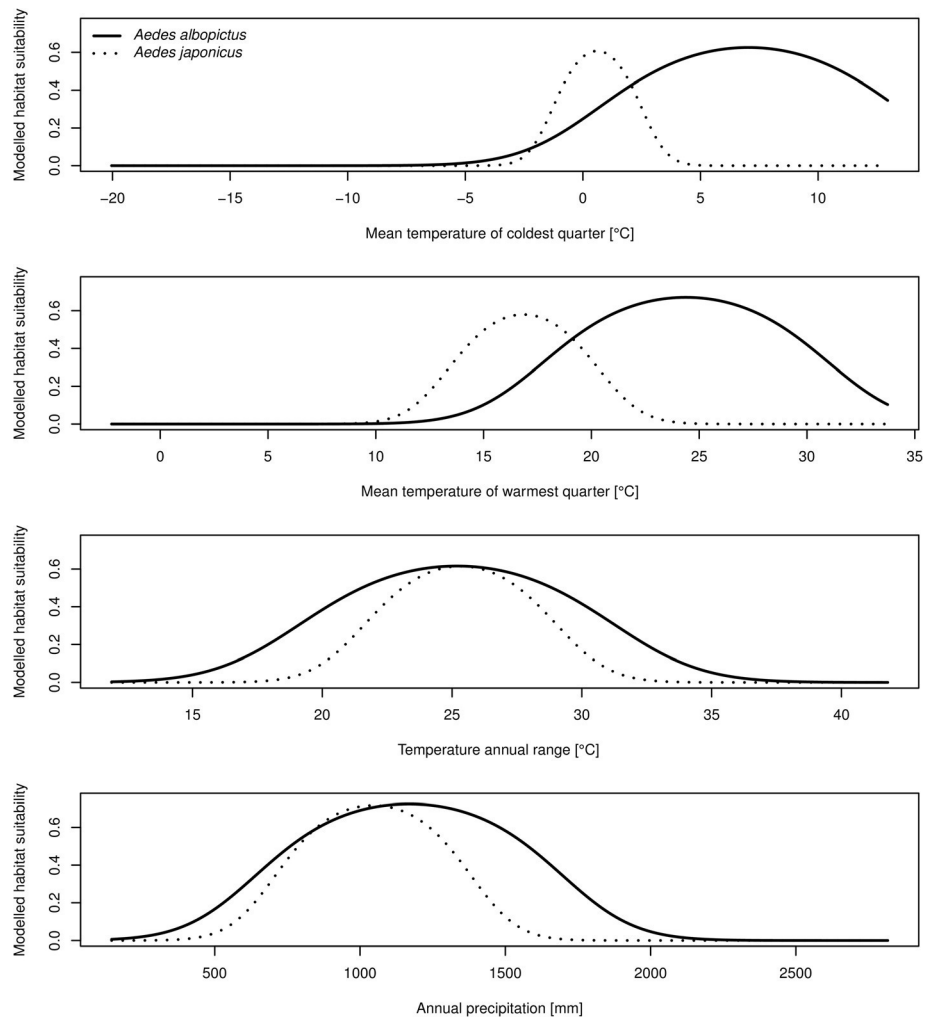 Modelled habitat suitability
0.0 0.2 0.4 0.6
Aedes albopictus
Aedes japonicus
−20 −15 −10 −5 0 5 10
Mean temperature of coldest quarter [°C]
Modelled habitat suitability
0.0 0.2 0.4 0.6
0 5 10 15 20 25 30 35
Mean temperature of warmest quarter [°C]
Modelled habitat suitability
0.0 0.2 0.4 0.6
15 20 25 30 35 40
Temperature annual range [°C]
Modelled habitat suitability
0.0 0.2 0.4 0.6
500 1000 1500 2000 2500
Annual precipitation [mm]